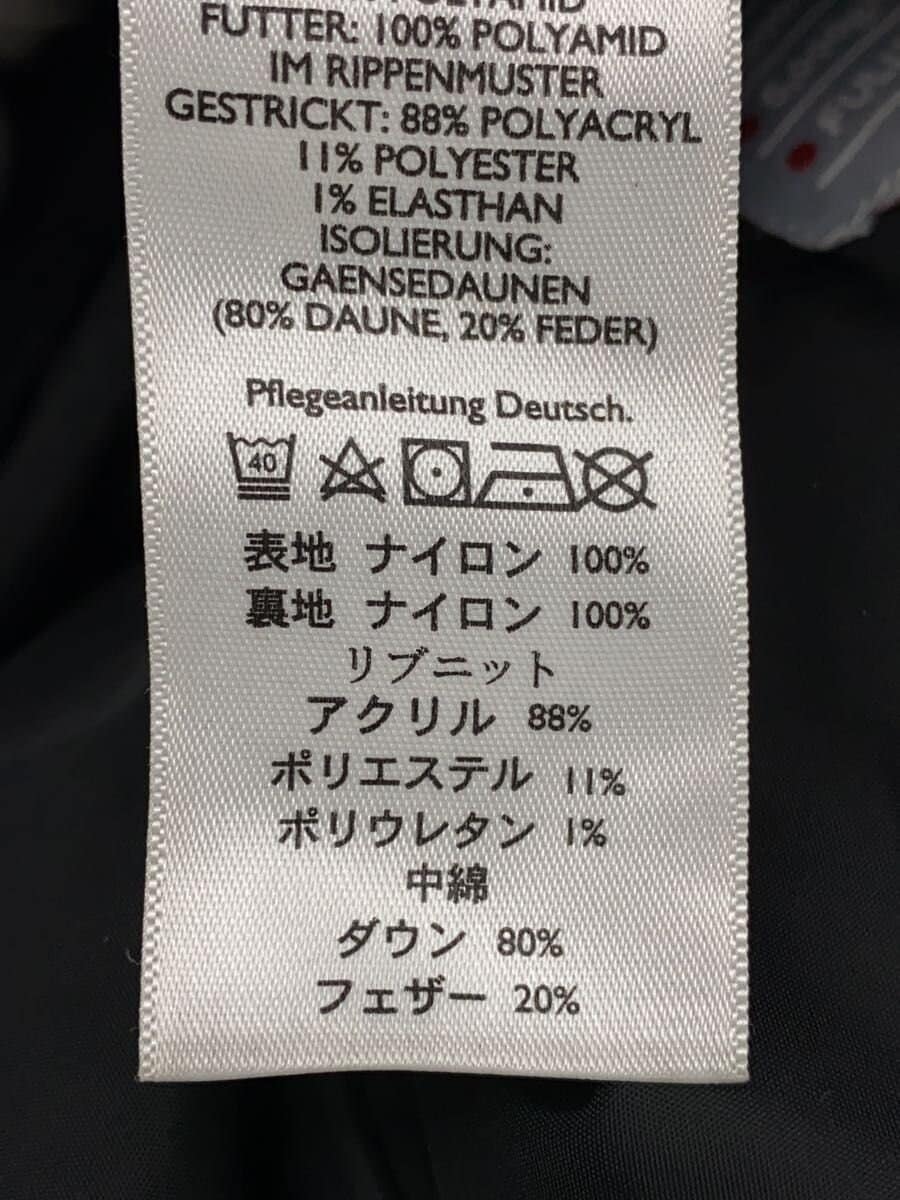 POLYAMID
FUTTER: 100% POLYAMID
IM RIPPENMUSTER
GESTRICKT: 88% POLYACRYL
11% POLYESTER
1% ELASTHAN
ISOLIERUNG:
GAENSEDAUNEN
(80% DAUNE, 20% FEDER)
Pflegeanleitung Deutsch.
40
表地 ナイロン 100%
裏地 ナイロン 100%
リブニット
アクリル 88%
ポリエステル 11%
ポリウレタン 1%
中綿
ダウン 80%
フェザー 20%